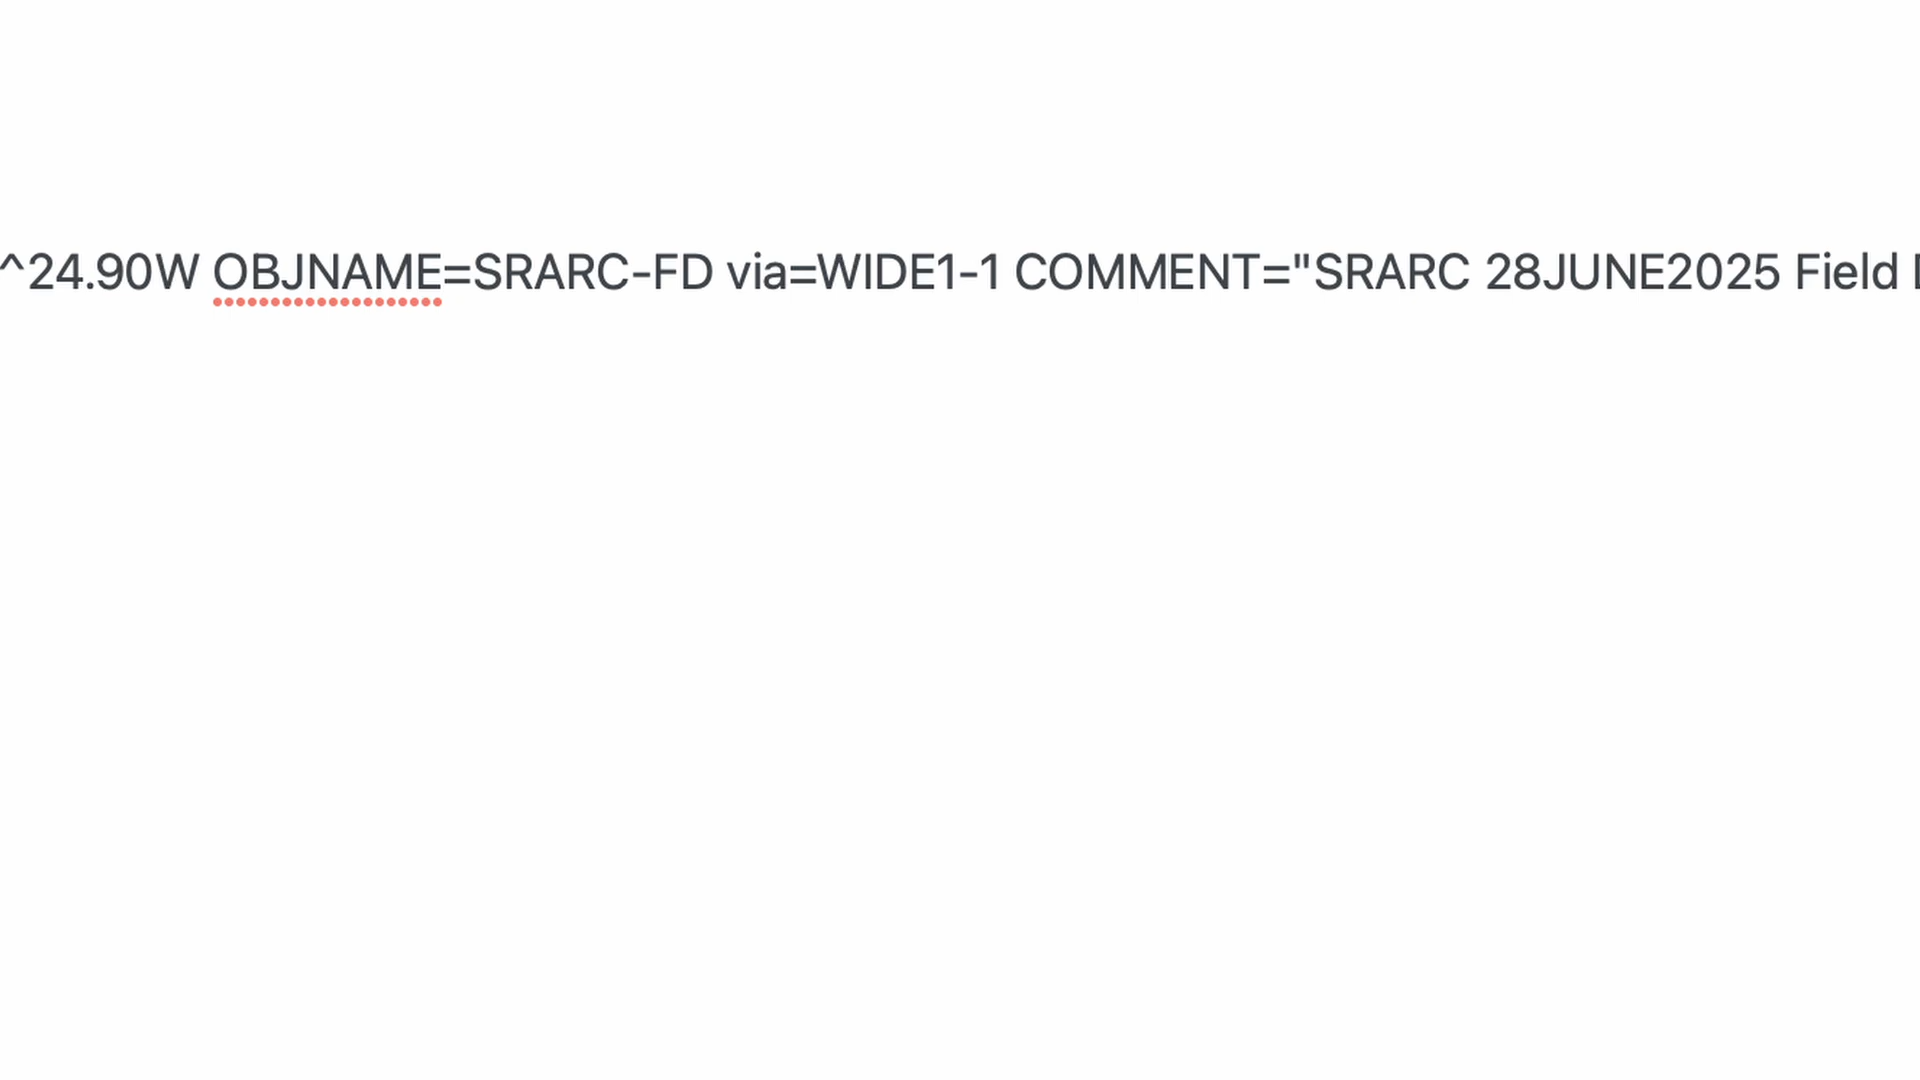 ^24.90W OBJNAME=SRARC-FD via=WIDE1-1 COMMENT="SRARC 28JUNE2025 Field